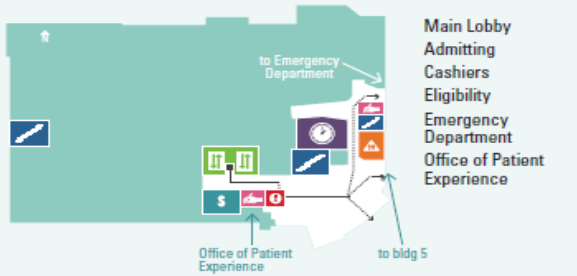 Main Lobby
Admitting
Cashiers
Eligibility
Emergency
Department
Office of Patient
Experience
to Emergency
Department
$
Office of Patient
Experience
to bldg 5